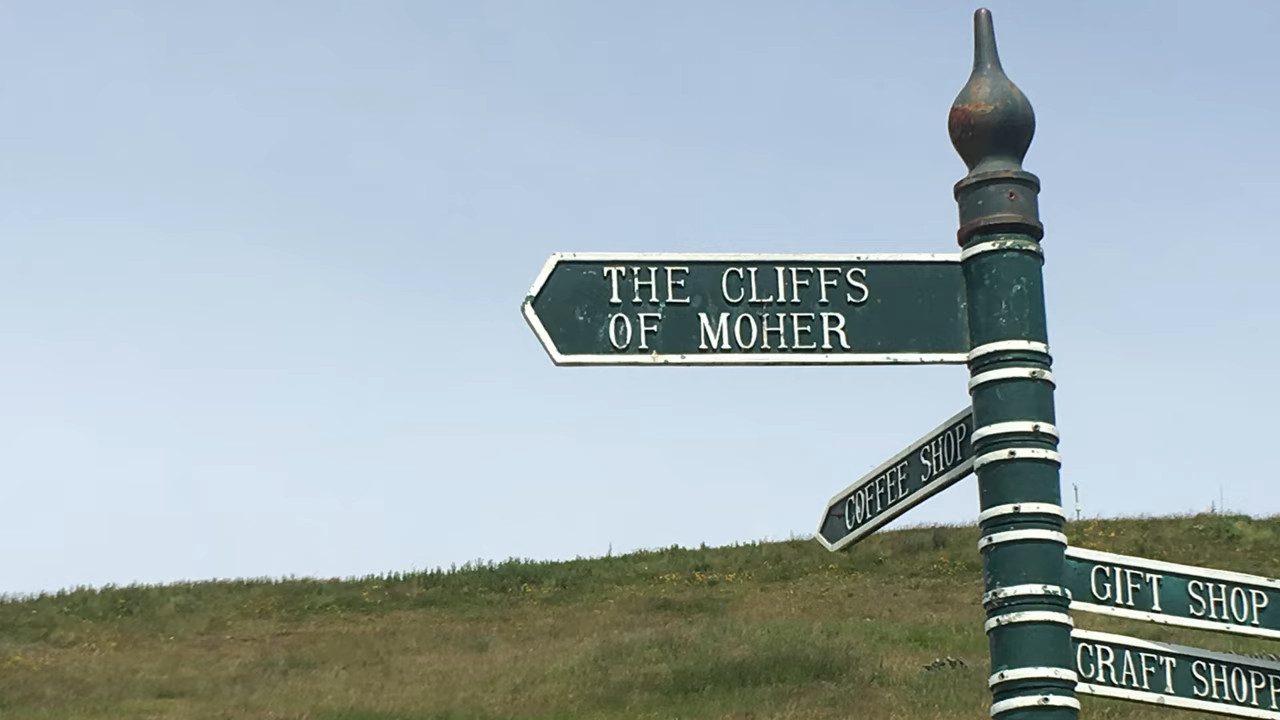 THE CLIFFS
OF MOHER
COFFEE SHOP
GIFT SHOP
CRAFT SHOPP